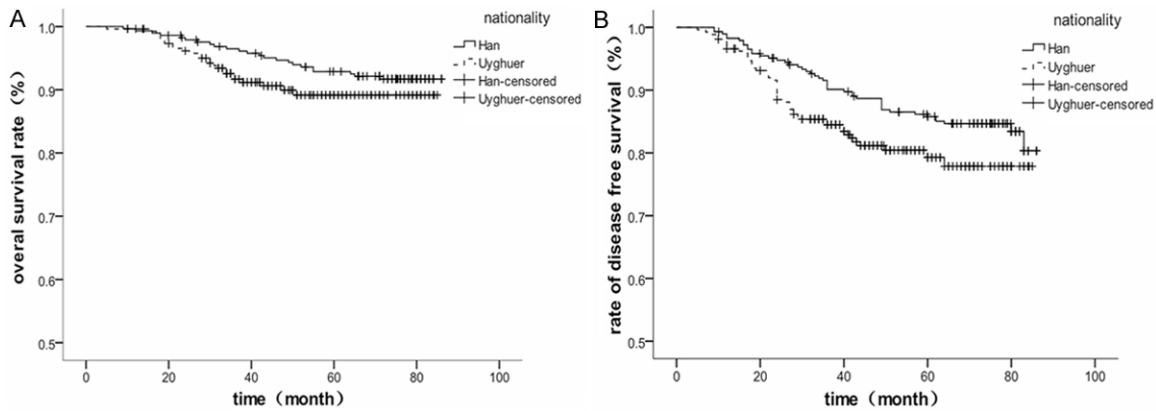 A
nationality
Han
Uyghuer
Han-censored
Uyghuer-censored
overal survival rate (%)
1.0
0.9
0.8
0.7
0.6
0.5
0 20 40 60 80 100
time（month）
B
nationality
Han
Uyghuer
Han-censored
Uyghuer-censored
rate of disease free survival（%）
1.0
0.9
0.8
0.7
0.6
0.5
0 20 40 60 80 100
time（month）